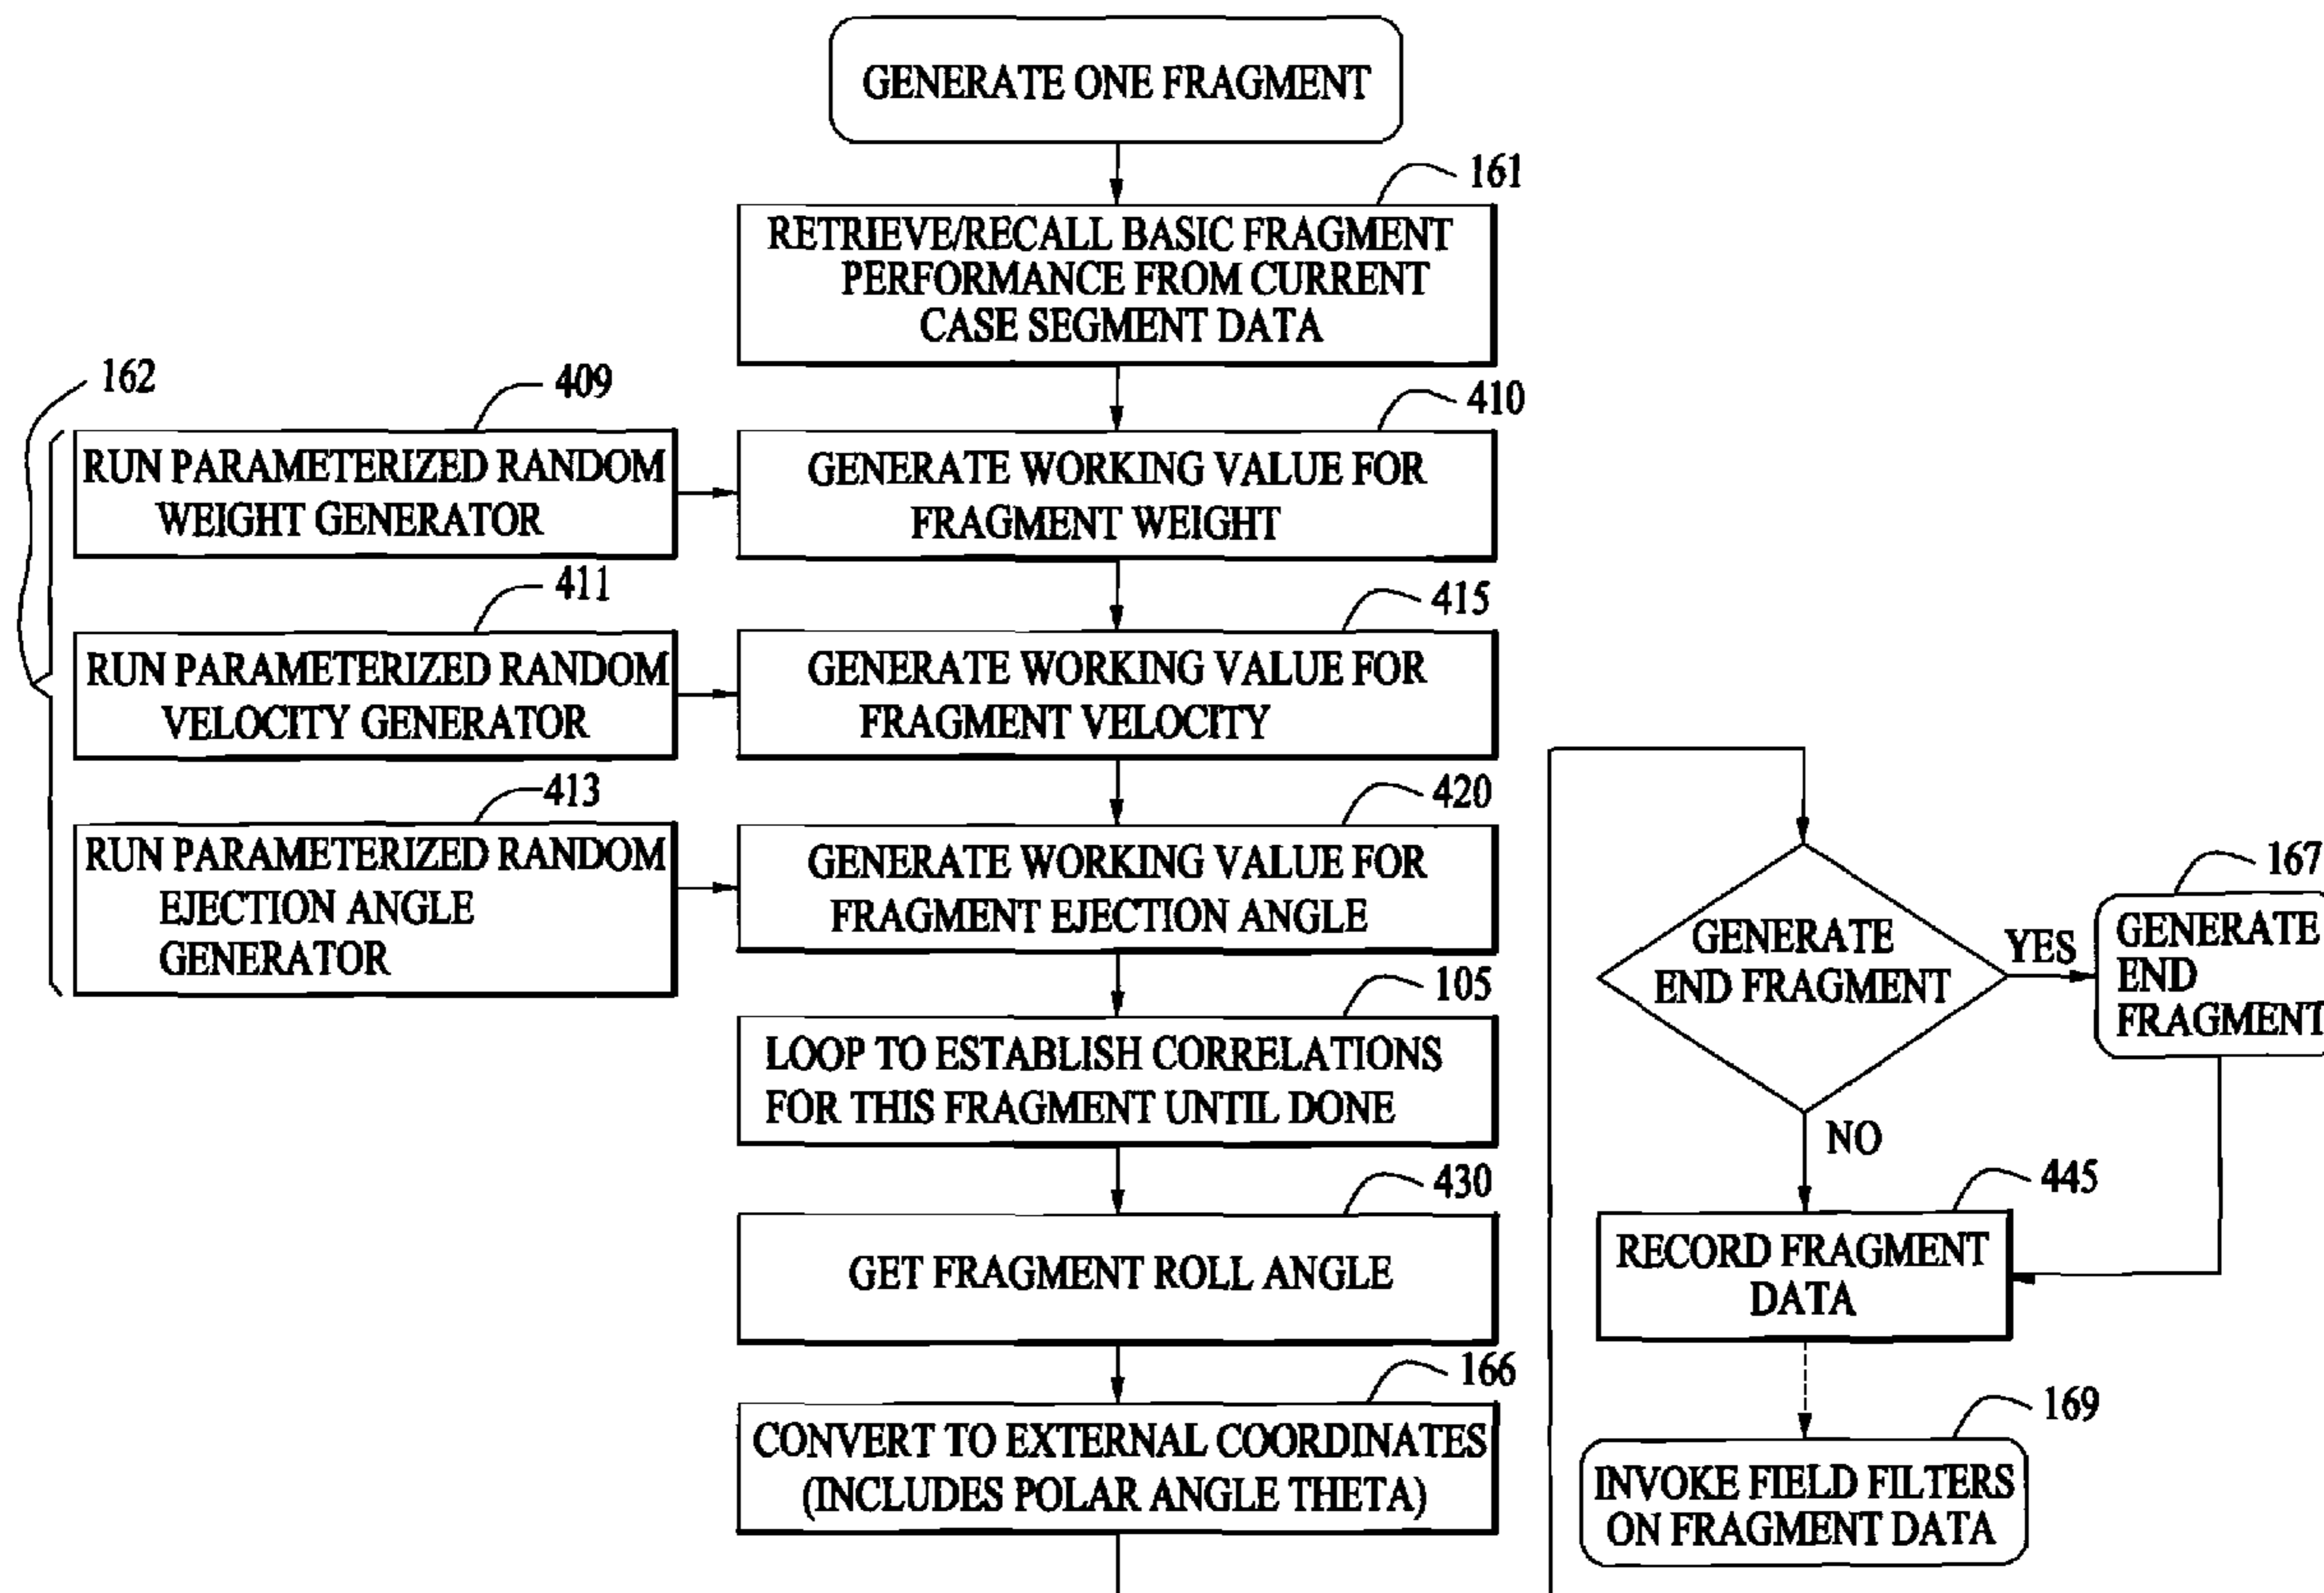 GENERATE ONE FRAGMENT
161
RETRIEVE/RECALL BASIC FRAGMENT
PERFORMANCE FROM CURRENT
CASE SEGMENT DATA
162
409
RUN PARAMETERIZED RANDOM
WEIGHT GENERATOR
410
GENERATE WORKING VALUE FOR
FRAGMENT WEIGHT
411
RUN PARAMETERIZED RANDOM
VELOCITY GENERATOR
415
GENERATE WORKING VALUE FOR
FRAGMENT VELOCITY
413
RUN PARAMETERIZED RANDOM
EJECTION ANGLE
GENERATOR
420
GENERATE WORKING VALUE FOR
FRAGMENT EJECTION ANGLE
105
LOOP TO ESTABLISH CORRELATIONS
FOR THIS FRAGMENT UNTIL DONE
430
GET FRAGMENT ROLL ANGLE
166
CONVERT TO EXTERNAL COORDINATES
(INCLUDES POLAR ANGLE THETA)
GENERATE
END FRAGMENT
YES
167
GENERATE
END
FRAGMENT
NO
445
RECORD FRAGMENT
DATA
169
INVOKE FIELD FILTERS
ON FRAGMENT DATA